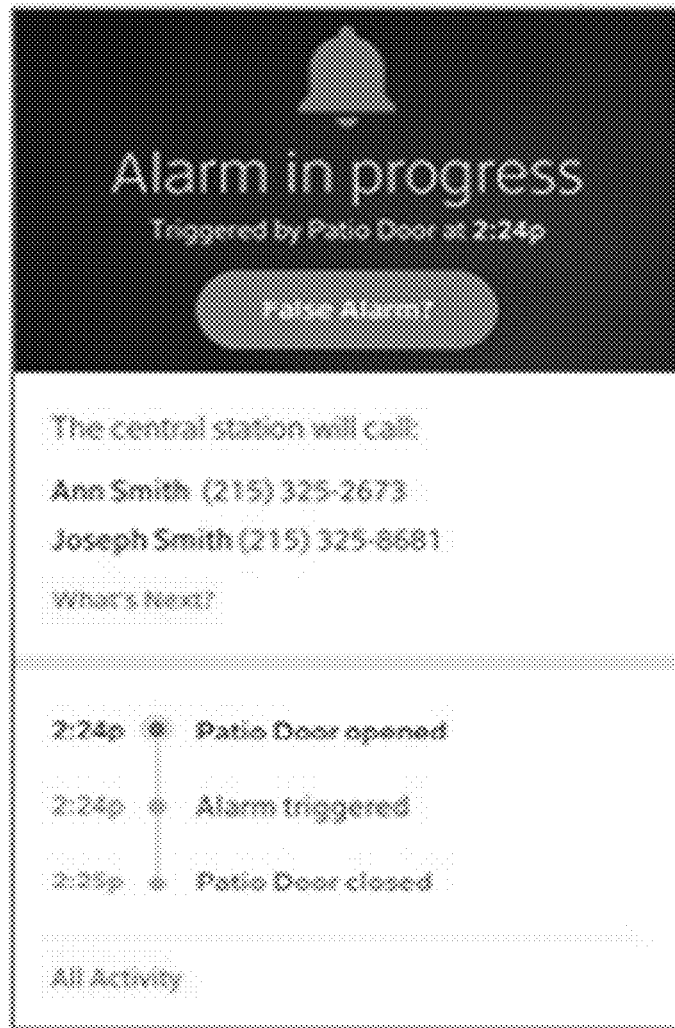 Alarm in progress
Triggered by Patio Door at 2:24p
False Alarm?
The central station will call:
Ann Smith (215) 325-2673
Joseph Smith (215) 325-8681
What's Next?
2:24p Patio Door opened
2:24p Alarm triggered
2:25p Patio Door closed
All Activity